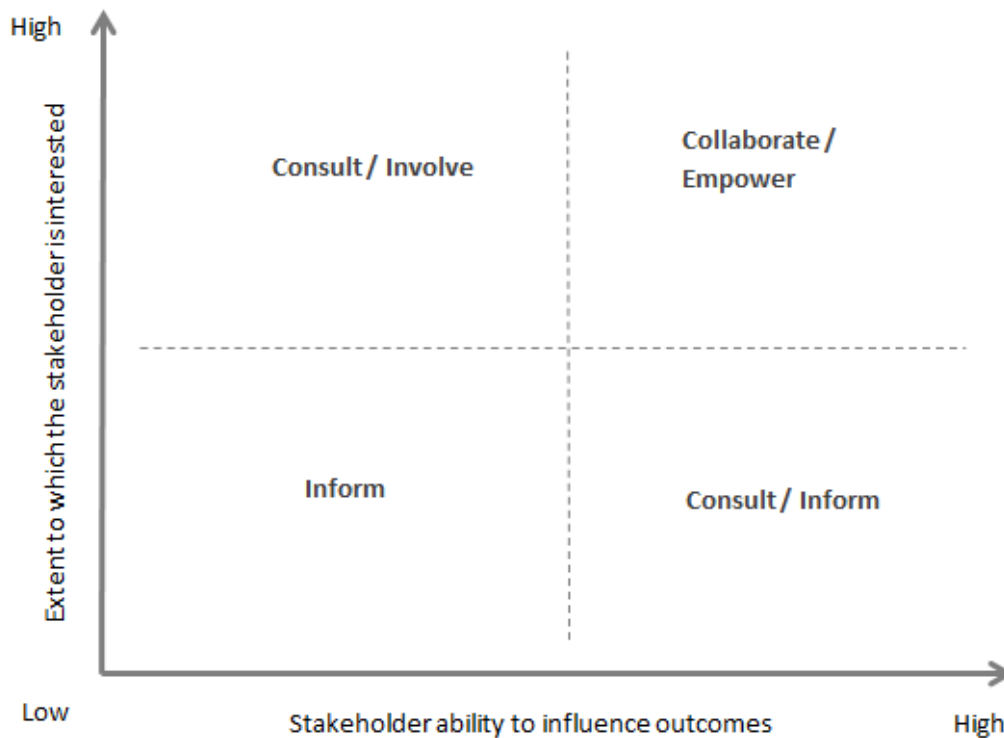 High
Extent to which the stakeholder is interested
Consult / Involve
Collaborate /
Empower
Inform
Consult / Inform
Low
Stakeholder ability to influence outcomes
High